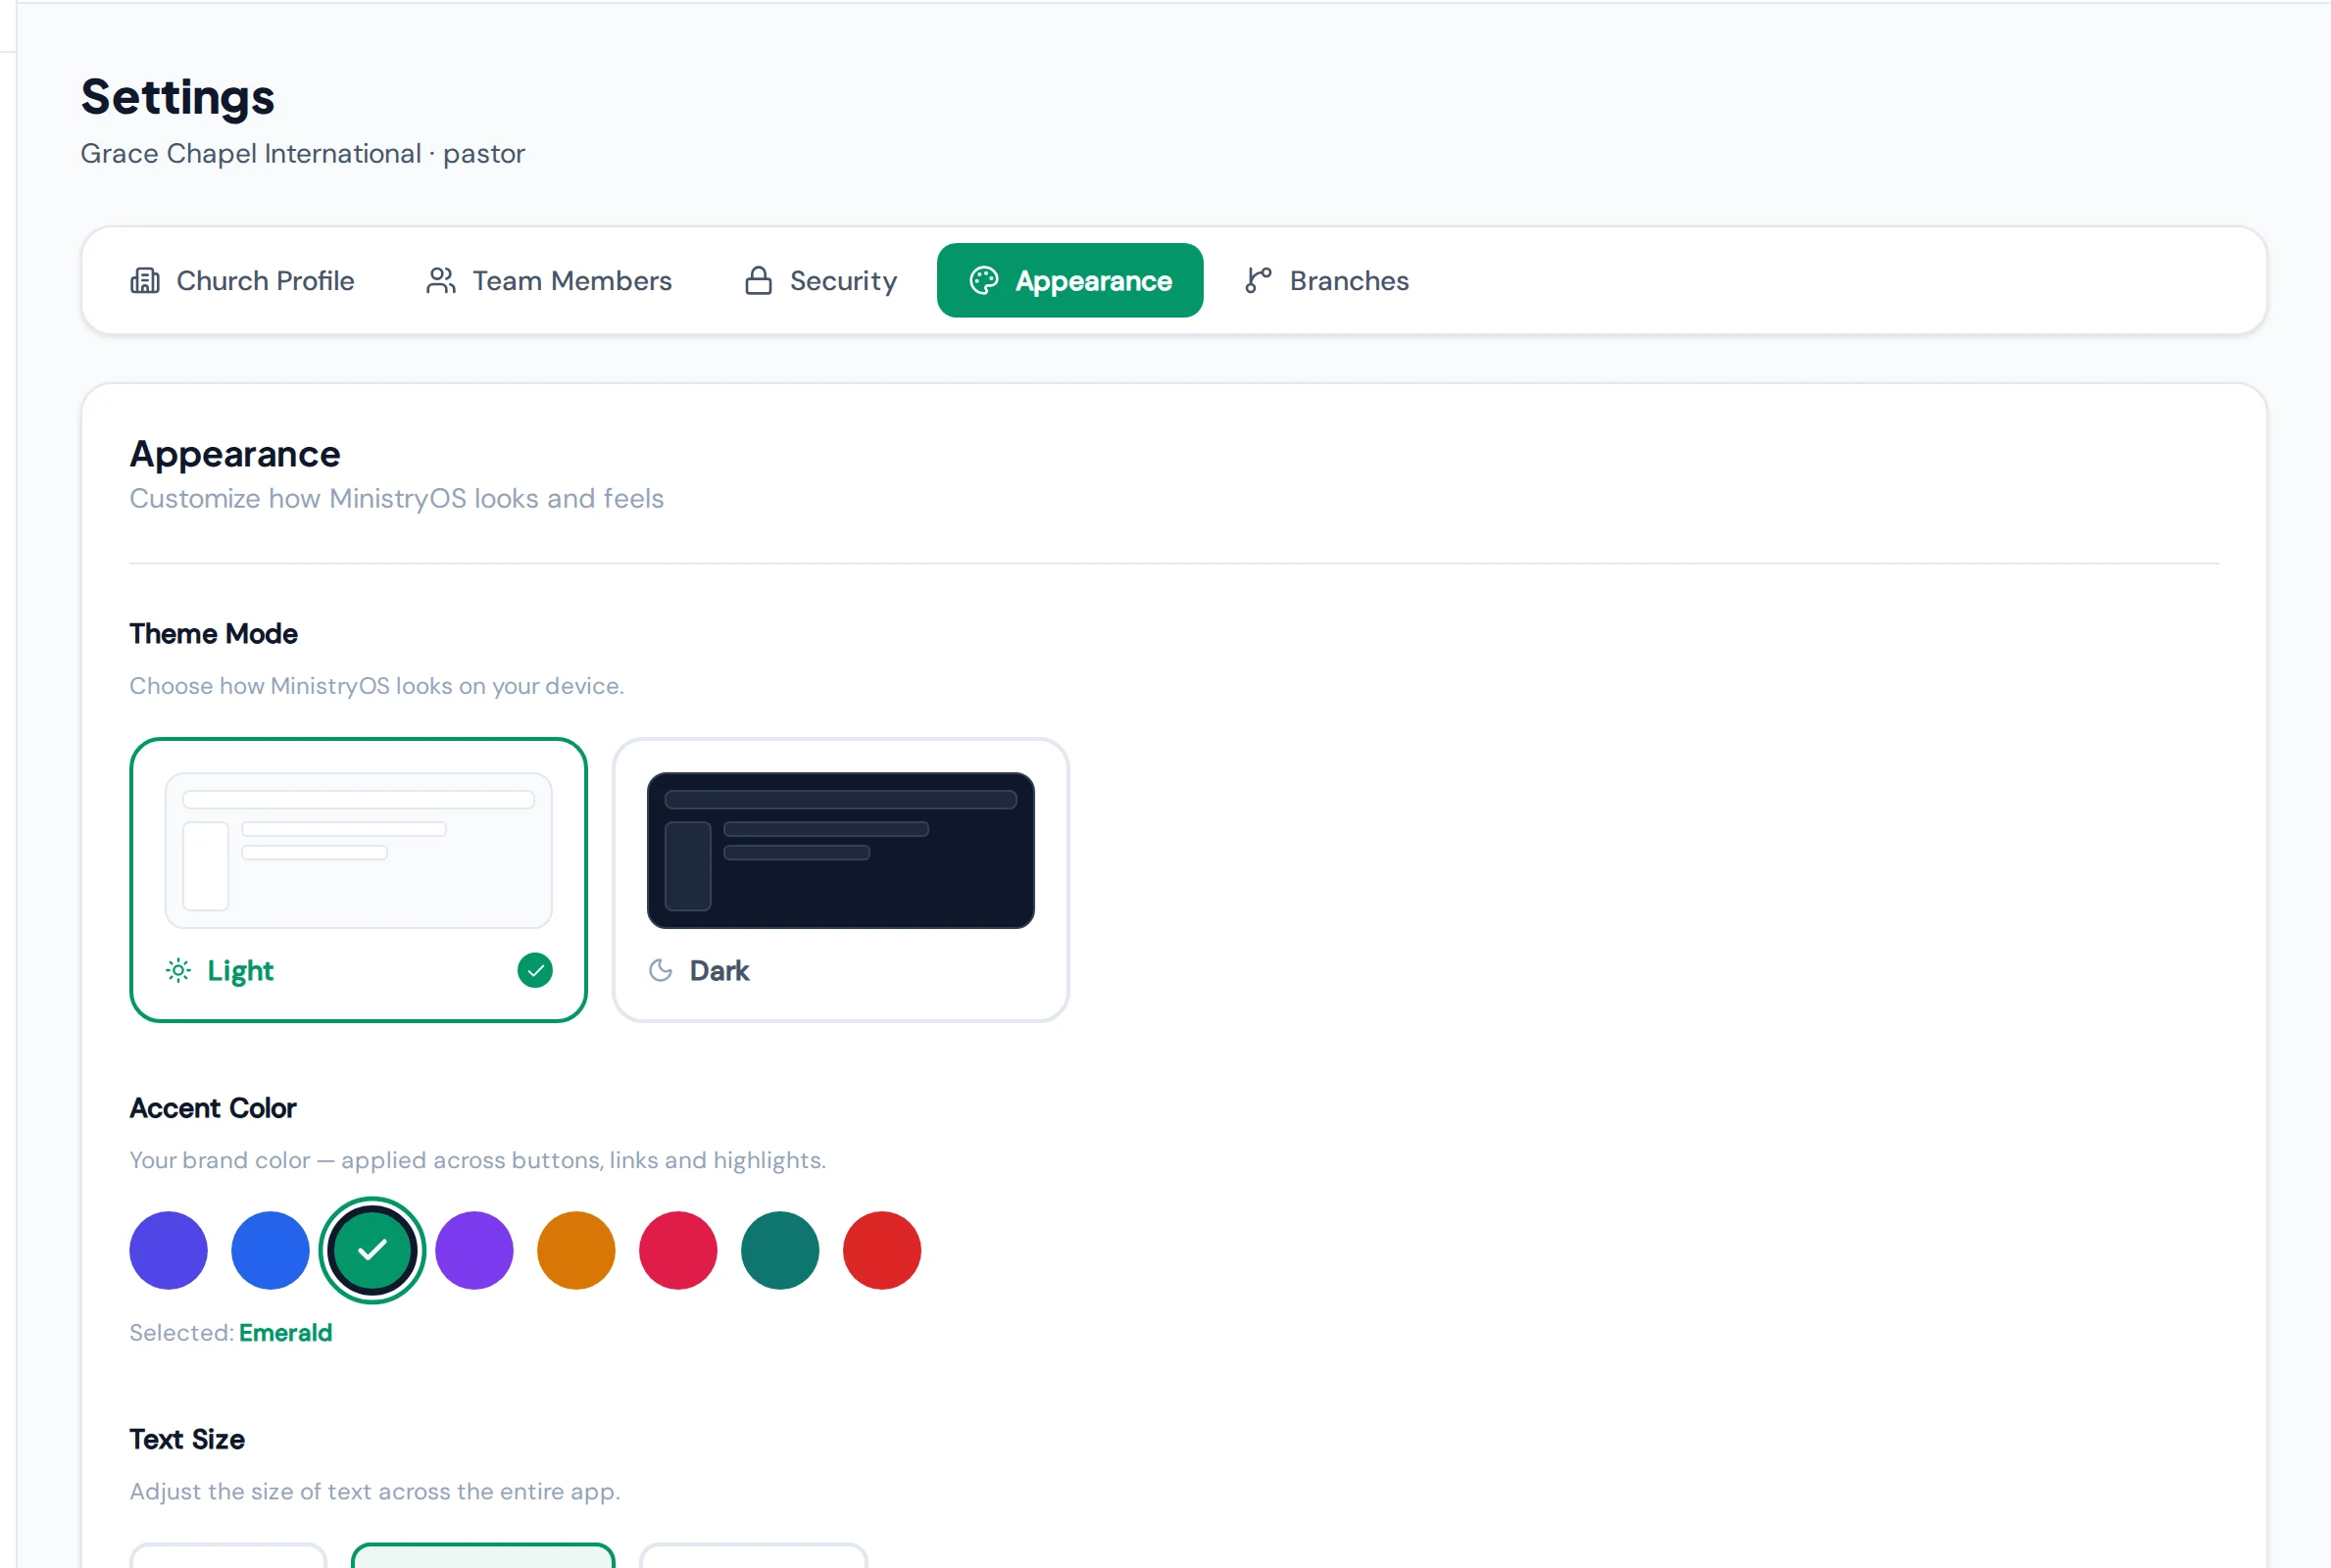 Settings
Grace Chapel International · pastor
Church Profile
Team Members
Security
Appearance
Branches
Appearance
Customize how MinistryOS looks and feels
Theme Mode
Choose how MinistryOS looks on your device.
Light
Dark
Accent Color
Your brand color — applied across buttons, links and highlights.
Selected: Emerald
Text Size
Adjust the size of text across the entire app.